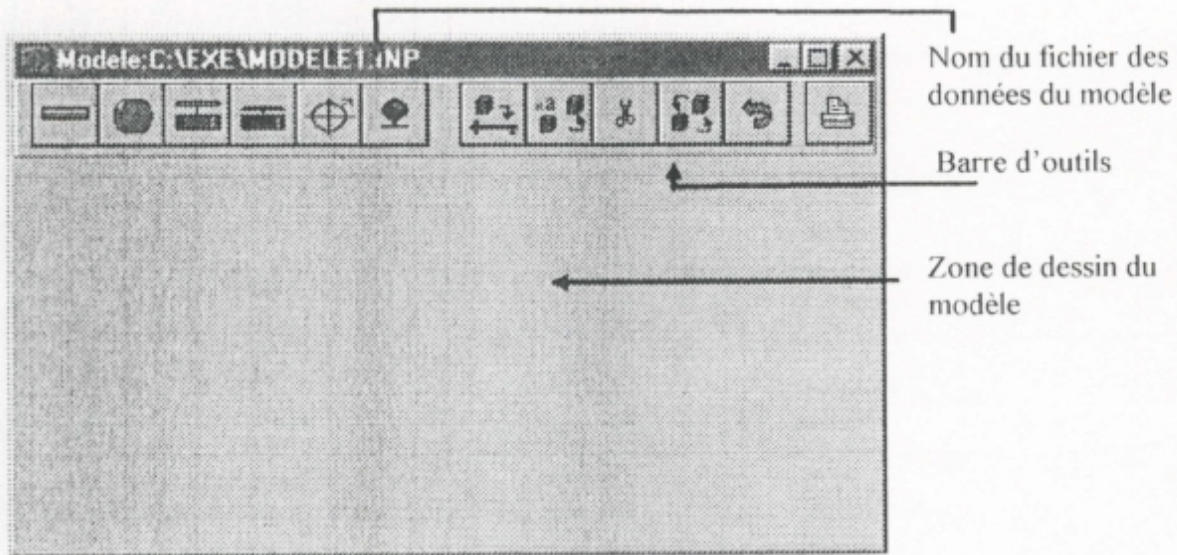 Modele:C:\EXE\MODELE1.INP
Nom du fichier des
données du modèle
Barre d'outils
Zone de dessin du
modèle